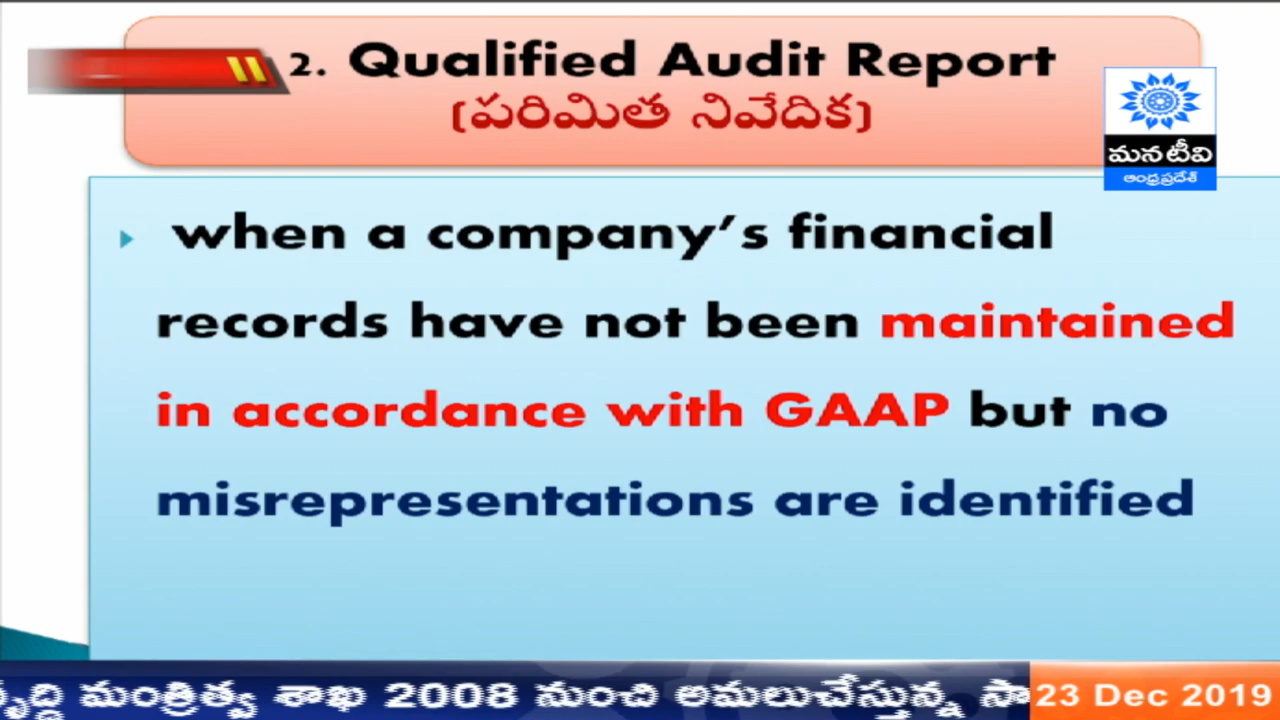 2. Qualified Audit Report
(పరిమిత నివేదిక)
మన టీవి
ఆంధ్రప్రదేశ్
when a company’s financial
records have not been maintained
in accordance with GAAP but no
misrepresentations are identified
మంత్రిత్వ శాఖ 2008 నుంచి అమలుచేస్తున్న
23 Dec 2019